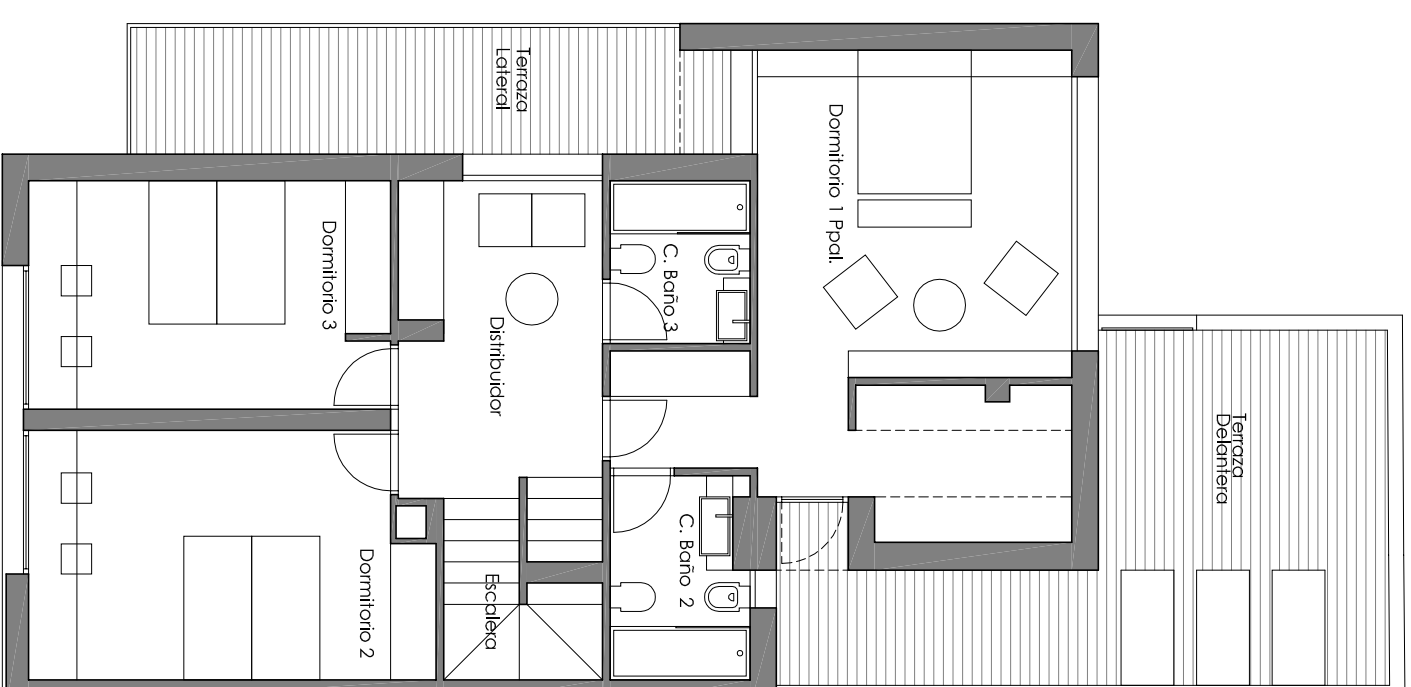 Terraza
Lateral
Dormitorio 1 Ppal.
Dormitorio 3
C. Baño 3
Distribuidor
Terraza
Delantera
C. Baño 2
Dormitorio 2
Escalera